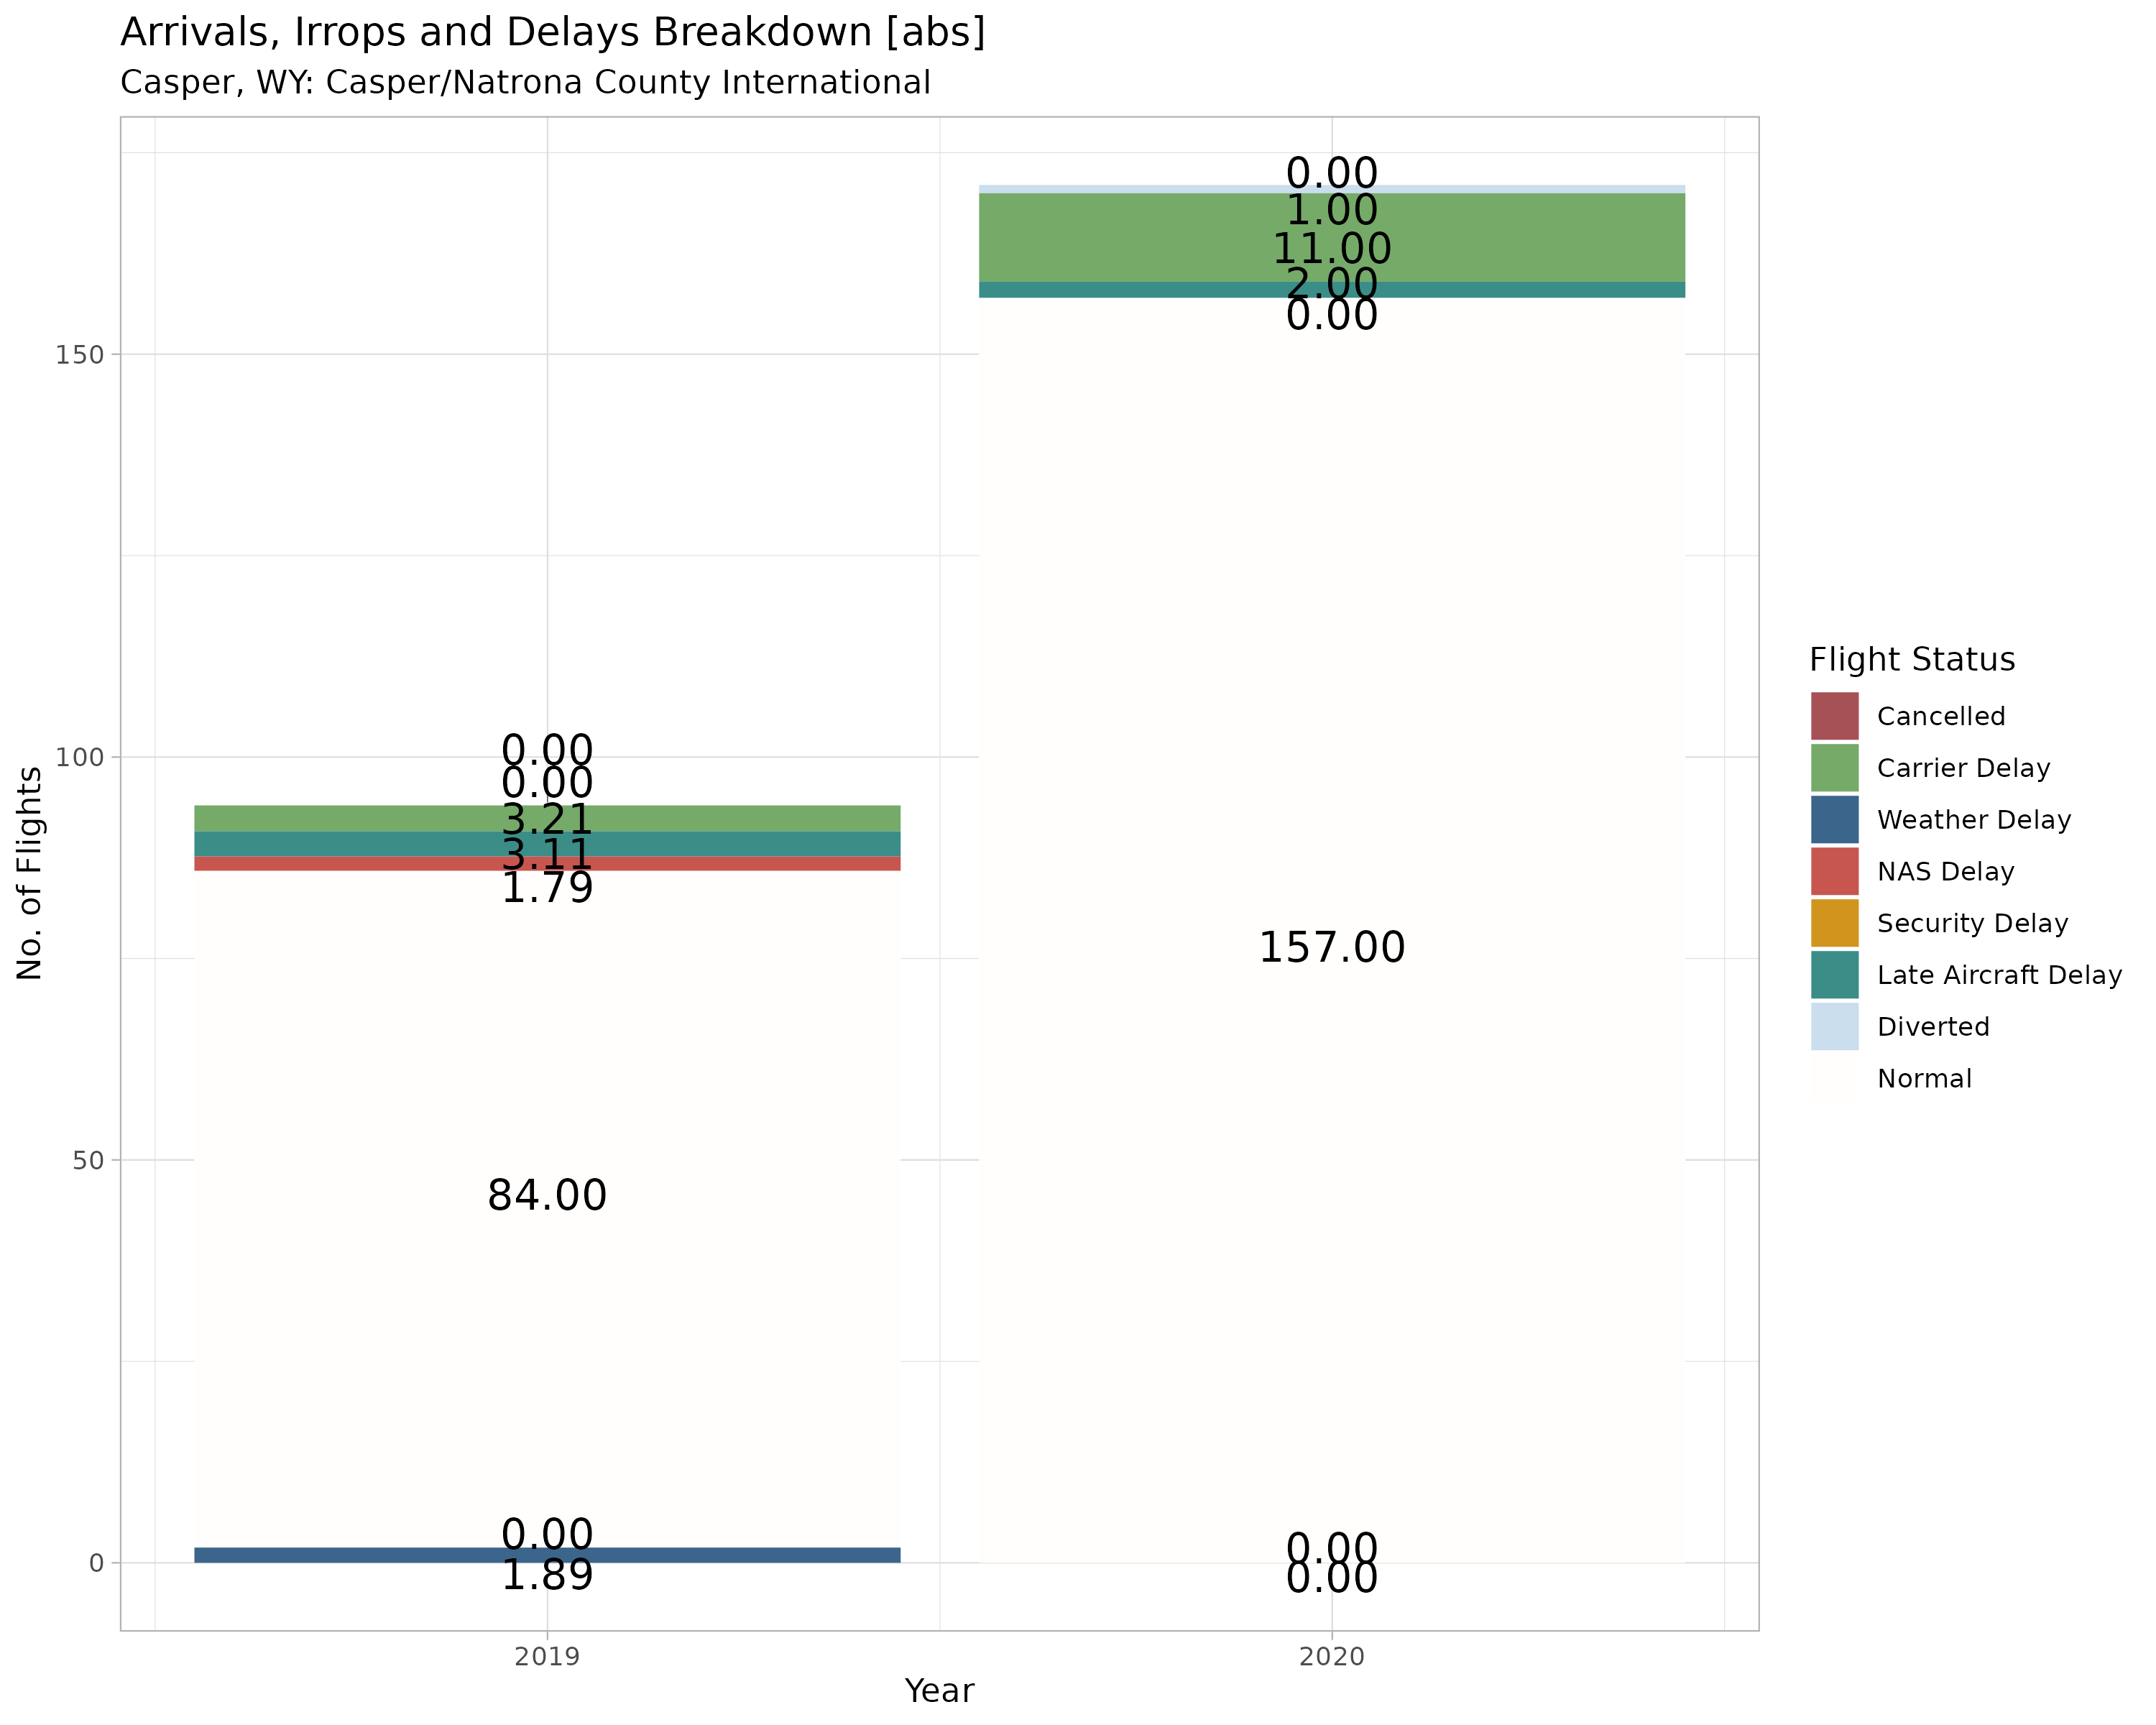 Arrivals, Irrops and Delays Breakdown [abs]
Casper, WY: Casper/Natrona County International
No. of Flights
150
100
50
0
0.00
0.00
3.21
3.11
1.79
84.00
0.00
1.89
0.00
1.00
11.00
2.00
0.00
157.00
0.00
0.00
2019
2020
Year
Flight Status
Cancelled
Carrier Delay
Weather Delay
NAS Delay
Security Delay
Late Aircraft Delay
Diverted
Normal